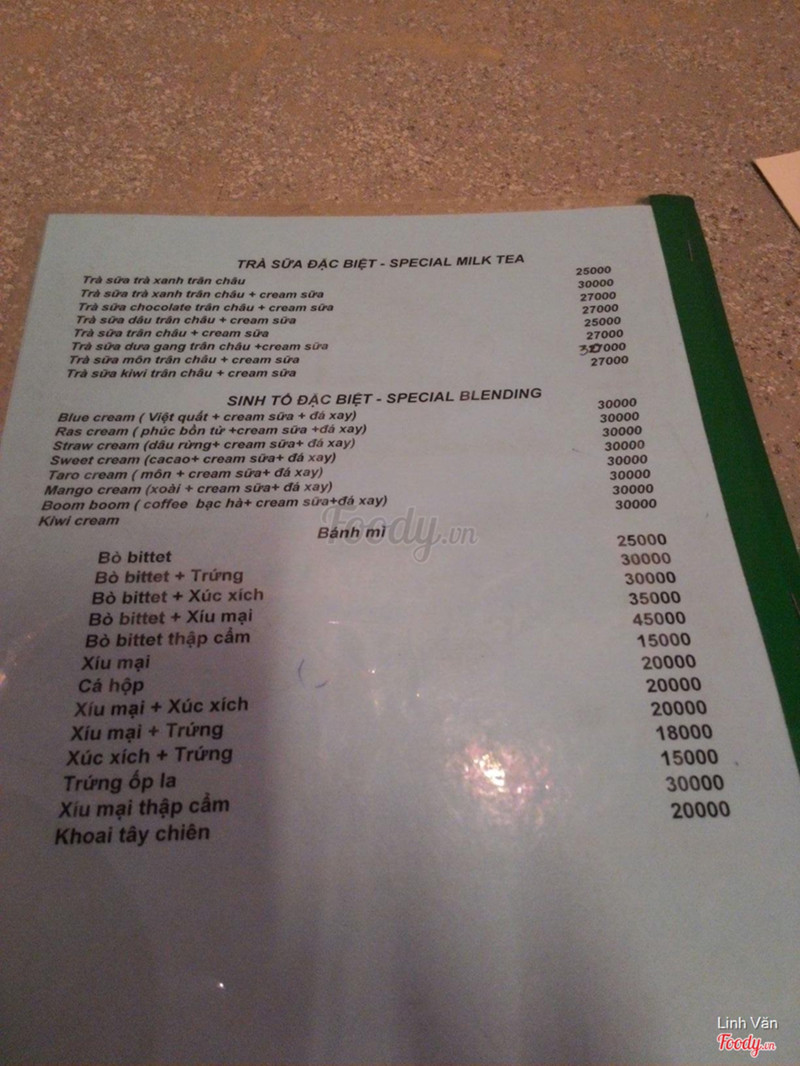 TRÀ SỮA ĐẶC BIỆT - SPECIAL MILK TEA
Trà sữa trà xanh trân châu 25000
Trà sữa trà xanh trân châu + cream sữa 30000
Trà sữa chocolate trân châu + cream sữa 27000
Trà sữa dâu trân châu + cream sữa 27000
Trà sữa trân châu + cream sữa 25000
Trà sữa dưa gang trân châu +cream sữa 27000
Trà sữa môn trân châu + cream sữa
Trà sữa kiwi trân châu + cream sữa 27000
SINH TỐ ĐẶC BIỆT - SPECIAL BLENDING
Blue cream ( Việt quất + cream sữa + đá xay) 30000
Ras cream ( phúc bồn tử +cream sữa +đá xay) 30000
Straw cream (dâu rừng+ cream sữa+ đá xay) 30000
Sweet cream (cacao+ cream sữa+ đá xay) 30000
Taro cream ( môn + cream sữa+ đá xay) 30000
Mango cream (xoài + cream sữa+ đá xay) 30000
Boom boom ( coffee bạc hà+ cream sữa+đá xay) 30000
Kiwi cream 30000
Bánh mì
Bò bittet 25000
Bò bittet + Trứng 30000
Bò bittet + Xúc xích 30000
Bò bittet + Xíu mại 35000
Bò bittet thập cẩm 45000
Xíu mại 15000
Cá hộp 20000
Xíu mại + Xúc xích 20000
Xíu mại + Trứng 20000
Xúc xích + Trứng 18000
Trứng ốp la 15000
Xíu mại thập cẩm 30000
Khoai tây chiên 20000
Foody.vn
Linh Văn
Foody.vn